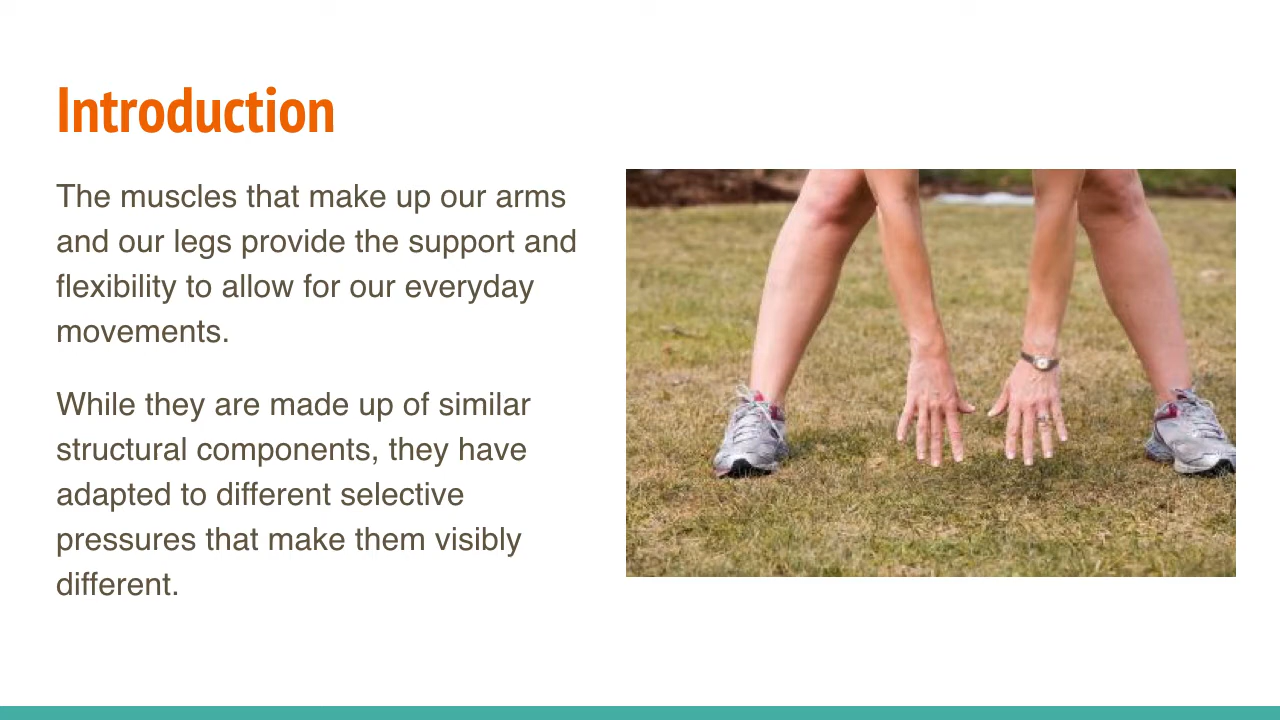 Introduction
The muscles that make up our arms
and our legs provide the support and
flexibility to allow for our everyday
movements.
While they are made up of similar
structural components, they have
adapted to different selective
pressures that make them visibly
different.